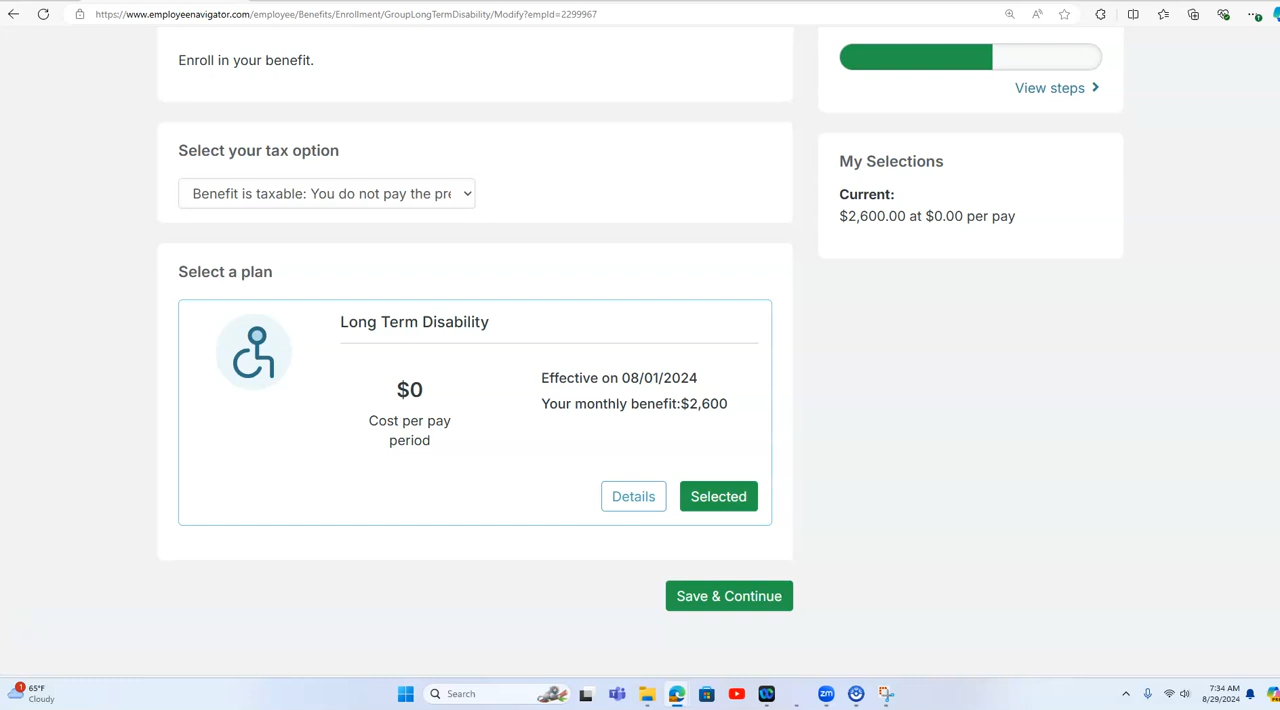 https://www.employeenavigator.com/employee/Benefits/Enrollment/GroupLongTermDisability/Modify?empId=2299967
Enroll in your benefit.
View steps
Select your tax option
Benefit is taxable: You do not pay the pre
My Selections
Current:
$2,600.00 at $0.00 per pay
Select a plan
Long Term Disability
$0
Cost per pay
period
Effective on 08/01/2024
Your monthly benefit:$2,600
Details
Selected
Save & Continue
1
65°F
Cloudy
Search
zm
7:34 AM
8/29/2024